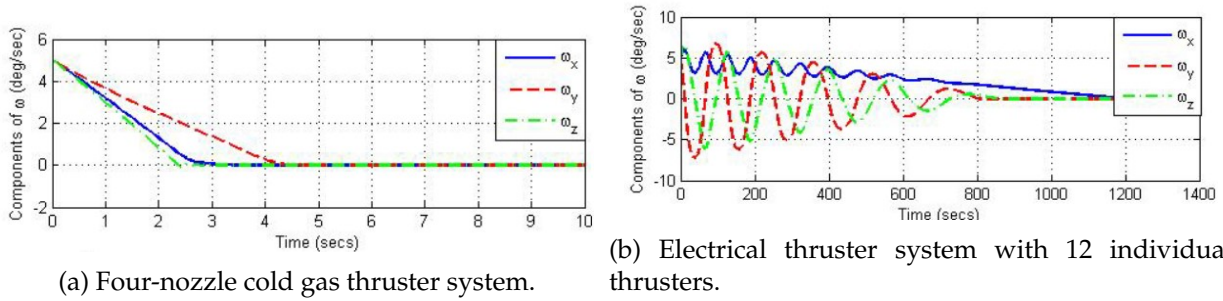 Components of ω (deg/sec)
6
4
2
0
-2
0 1 2 3 4 5 6 7 8 9 10
Time (secs)
ωx
ωy
ωz
(a) Four-nozzle cold gas thruster system.
Components of ω (deg/sec)
10
5
0
-5
-10
0 200 400 600 800 1000 1200 1400
Time (secs)
ωx
ωy
ωz
(b) Electrical thruster system with 12 individua
thrusters.